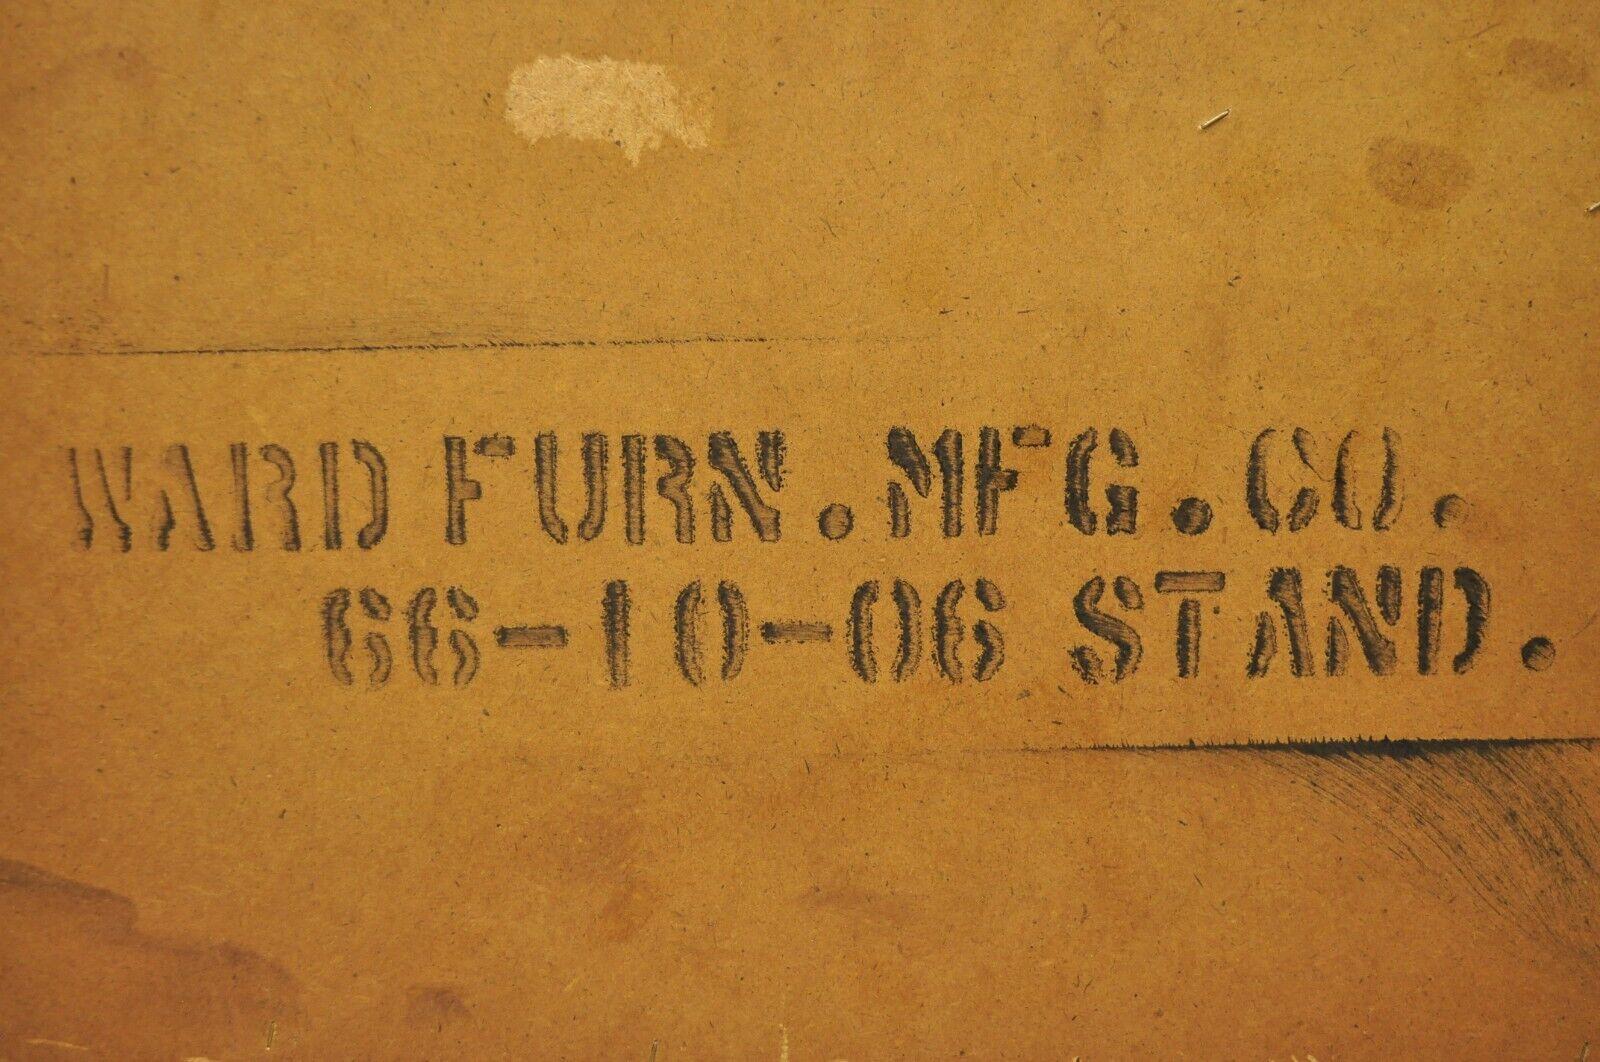 WARD FURN. MFG. CO.
66-10-06 STAND.